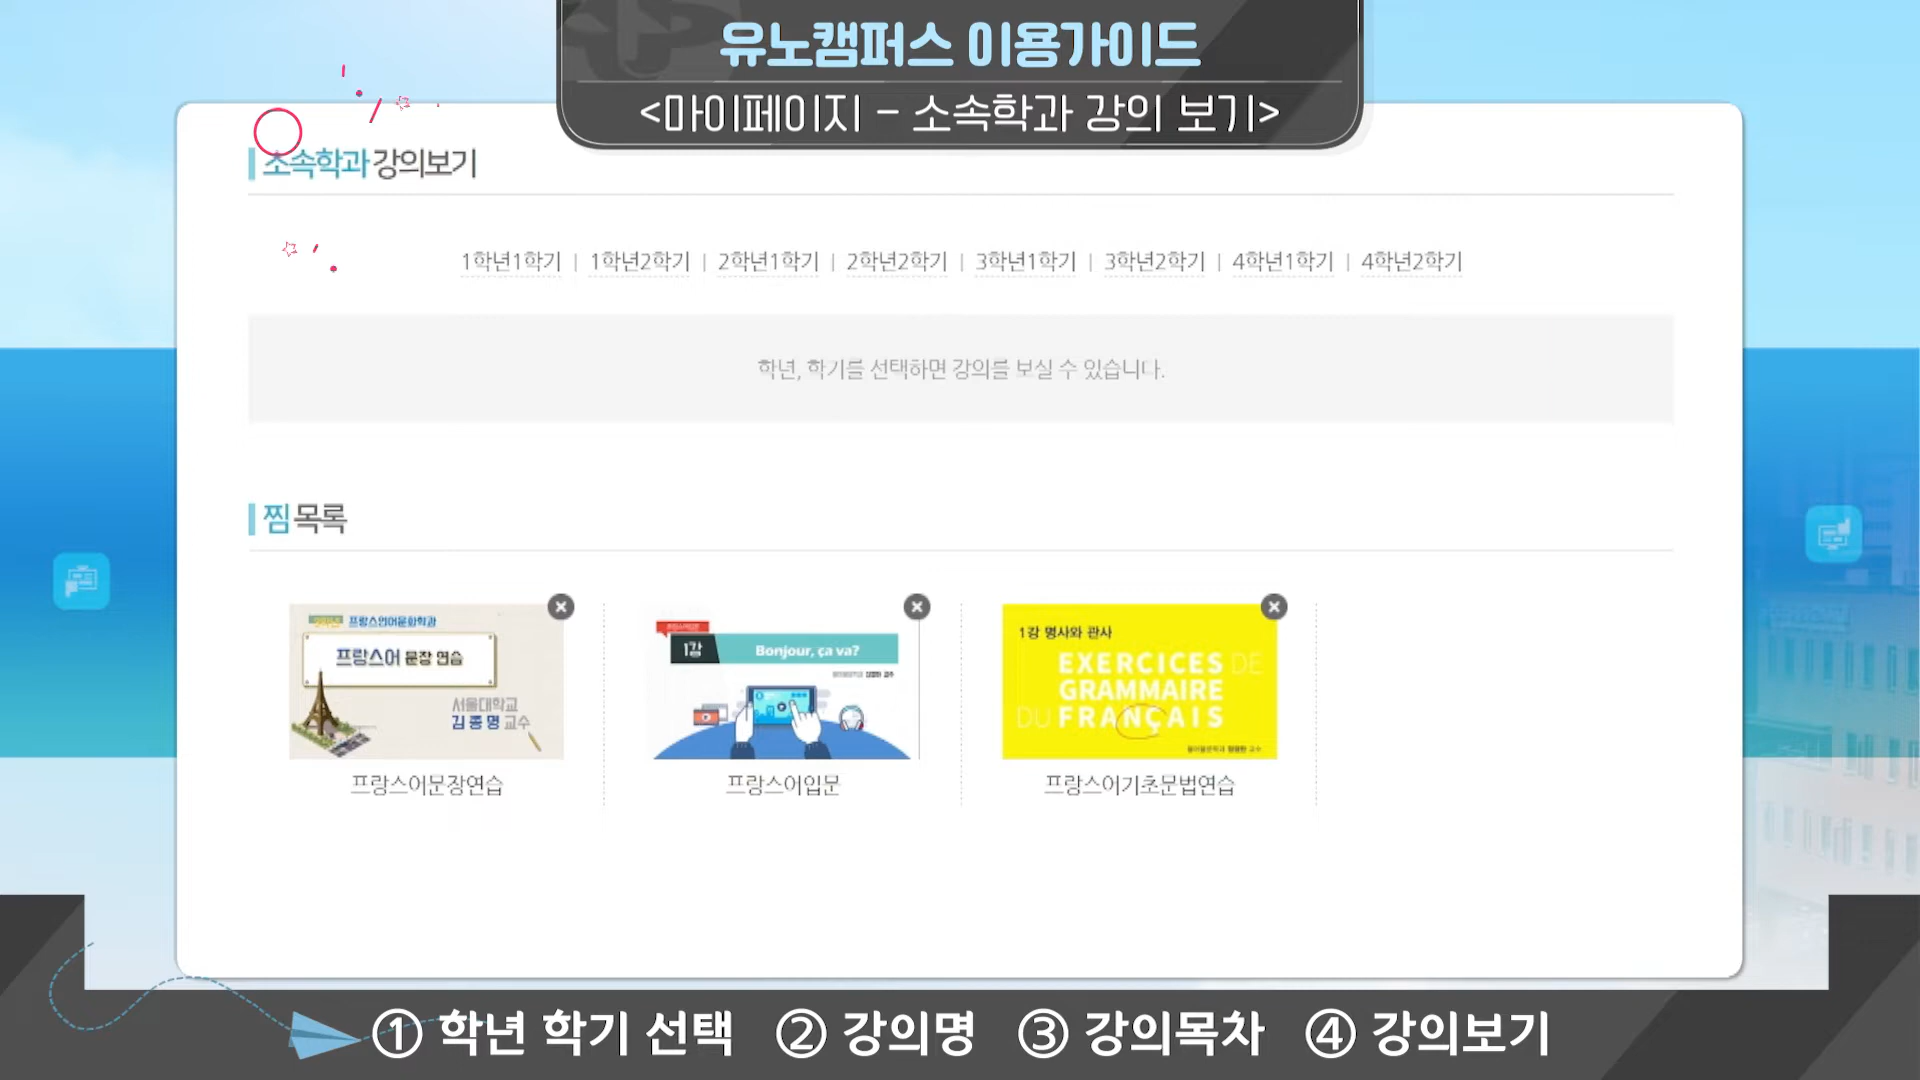 유노캠퍼스 이용가이드
<마이페이지 - 소속학과 강의 보기>
소속학과 강의보기
1학년1학기 | 1학년2학기 | 2학년1학기 | 2학년2학기 | 3학년1학기 | 3학년2학기 | 4학년1학기 | 4학년2학기
학년, 학기를 선택하면 강의를 보실 수 있습니다.
찜 목록
프랑스언어문화학과
프랑스어 문장 연습
서울대학교
김종명 교수
프랑스어문장연습
1강 Bonjour, ça va?
프랑스어입문
1강 명사와 관사
EXERCICES DE
GRAMMAIRE
DU FRANÇAIS
프랑스어기초문법연습
① 학년 학기 선택 ② 강의명 ③ 강의목차 ④ 강의보기